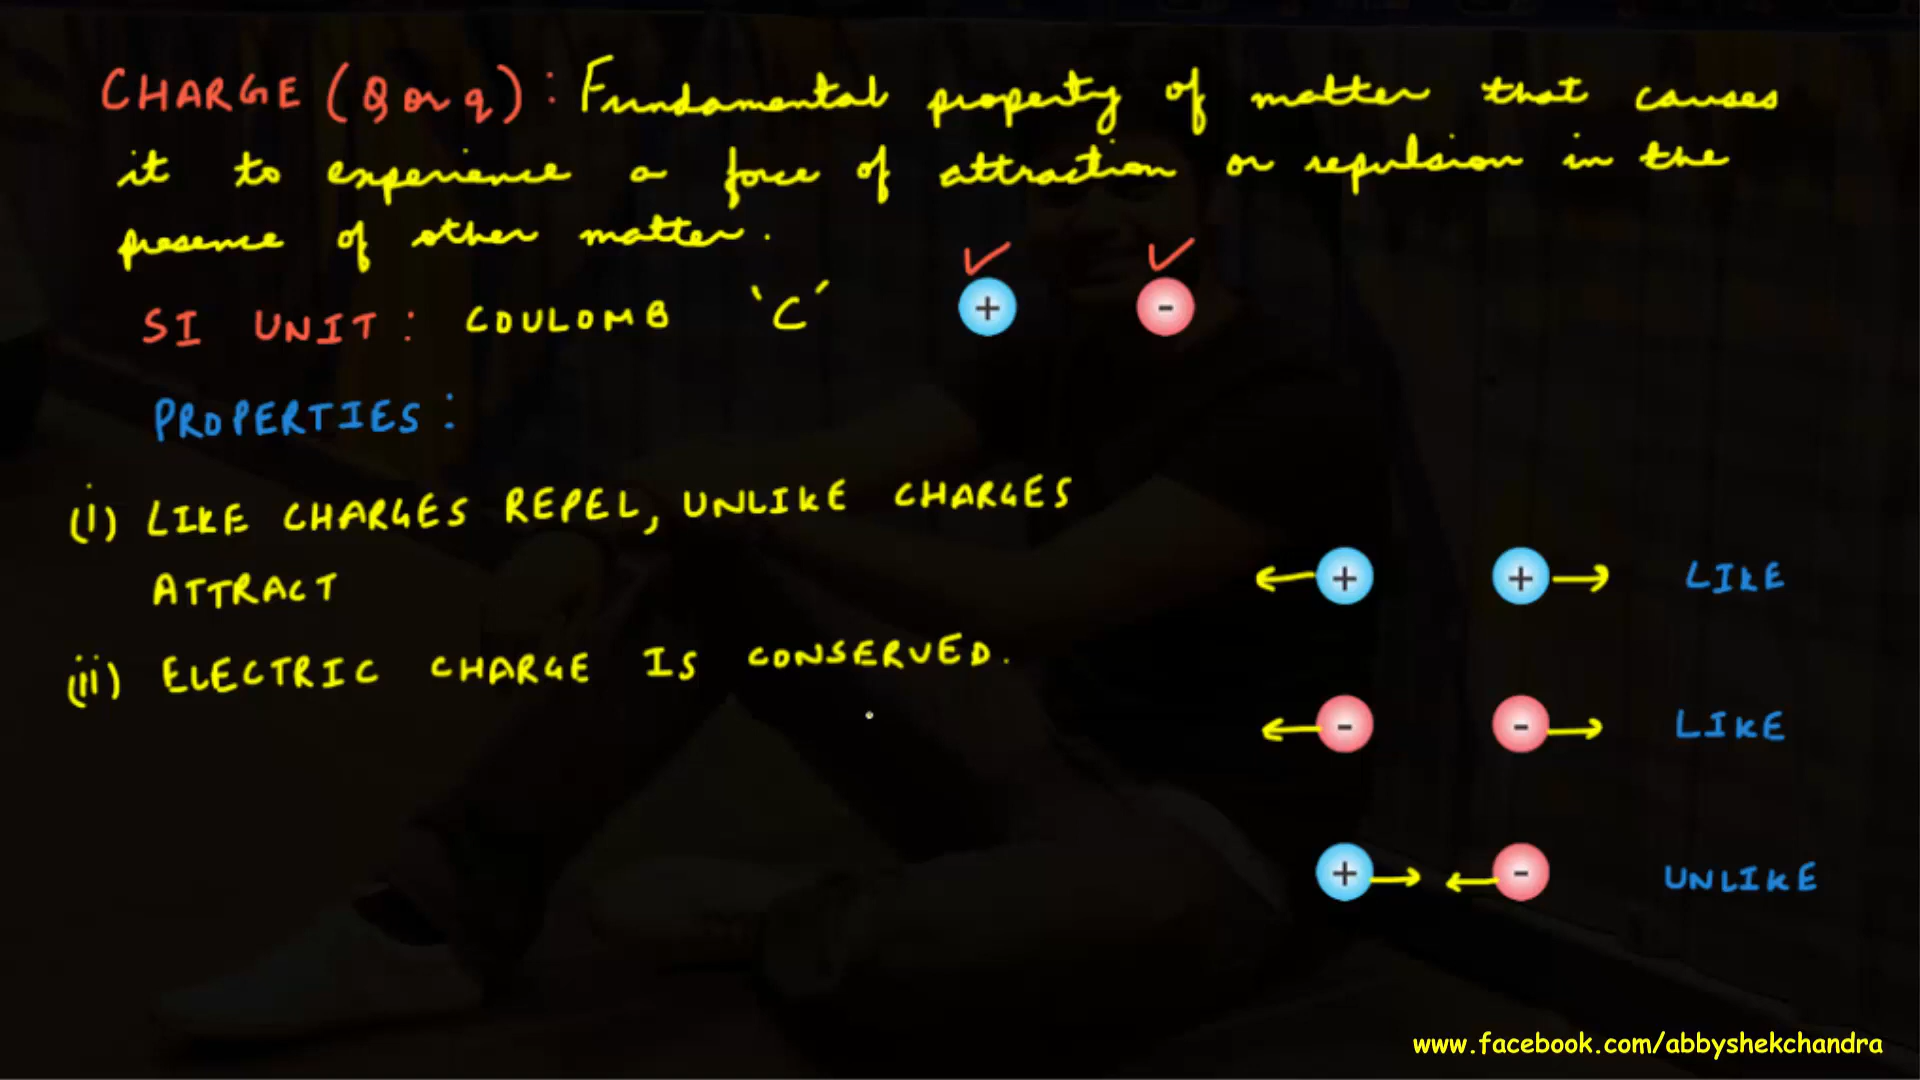 CHARGE (Q or q) : Fundamental property of matter that causes
it to experience a force of attraction or repulsion in the
presence of other matter.
SI UNIT : COULOMB 'C'
+ -
PROPERTIES :
(i) LIKE CHARGES REPEL, UNLIKE CHARGES
ATTRACT
+ + LIKE
(ii) ELECTRIC CHARGE IS CONSERVED.
- - LIKE
+ - UNLIKE
www.facebook.com/abbyshekchandra